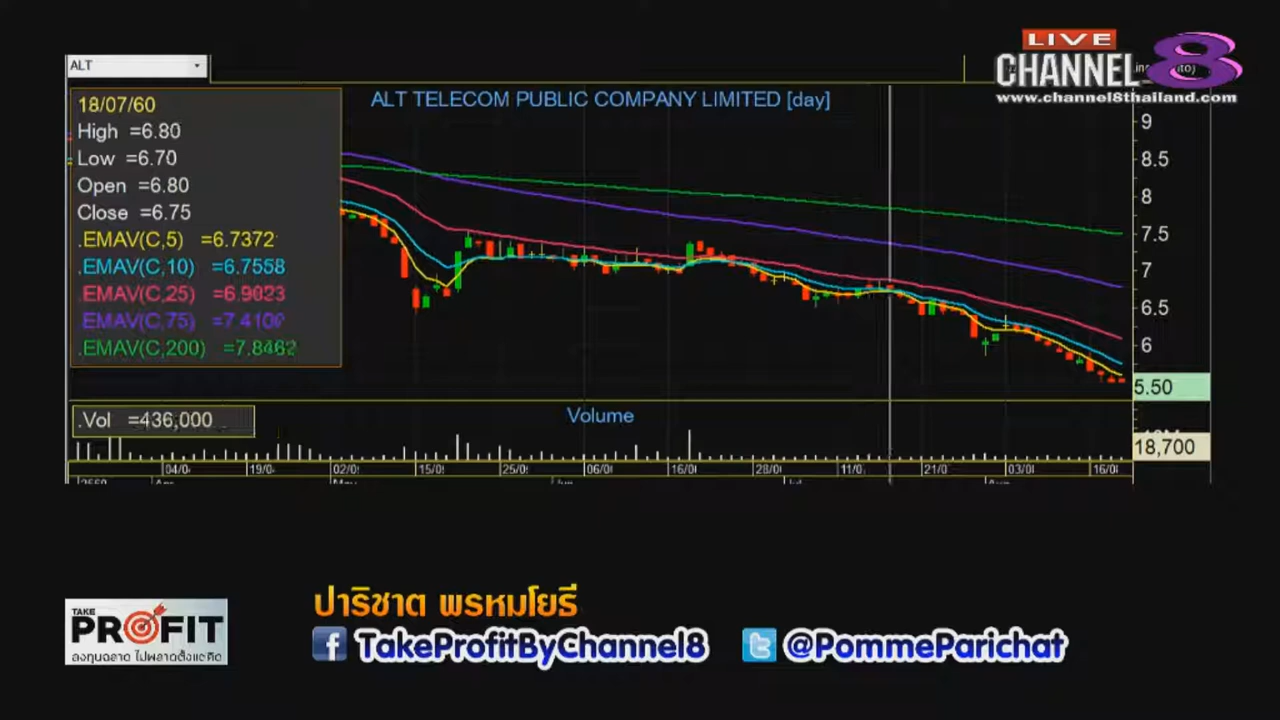 LIVE
CHANNEL 8
www.channel8thailand.com
ALT
ALT TELECOM PUBLIC COMPANY LIMITED [day]
18/07/60
High =6.80
Low =6.70
Open =6.80
Close =6.75
.EMAV(C,5) =6.7372
.EMAV(C,10) =6.7558
.EMAV(C,25) =6.9023
.EMAV(C,75) =7.4100
.EMAV(C,200) =7.8462
9
8.5
8
7.5
7
6.5
6
5.50
.Vol =436,000
Volume
18,700
04/0 19/0 02/0 15/0 25/0 06/0 16/0 28/0 11/0 21/0 03/0 16/0
TAKE
PROFIT
ลงทุนฉลาด ไม่พลาดตั้งแต่คิด
ปาริชาต พรหมโยธี
TakeProfitByChannel8 @PommeParichat